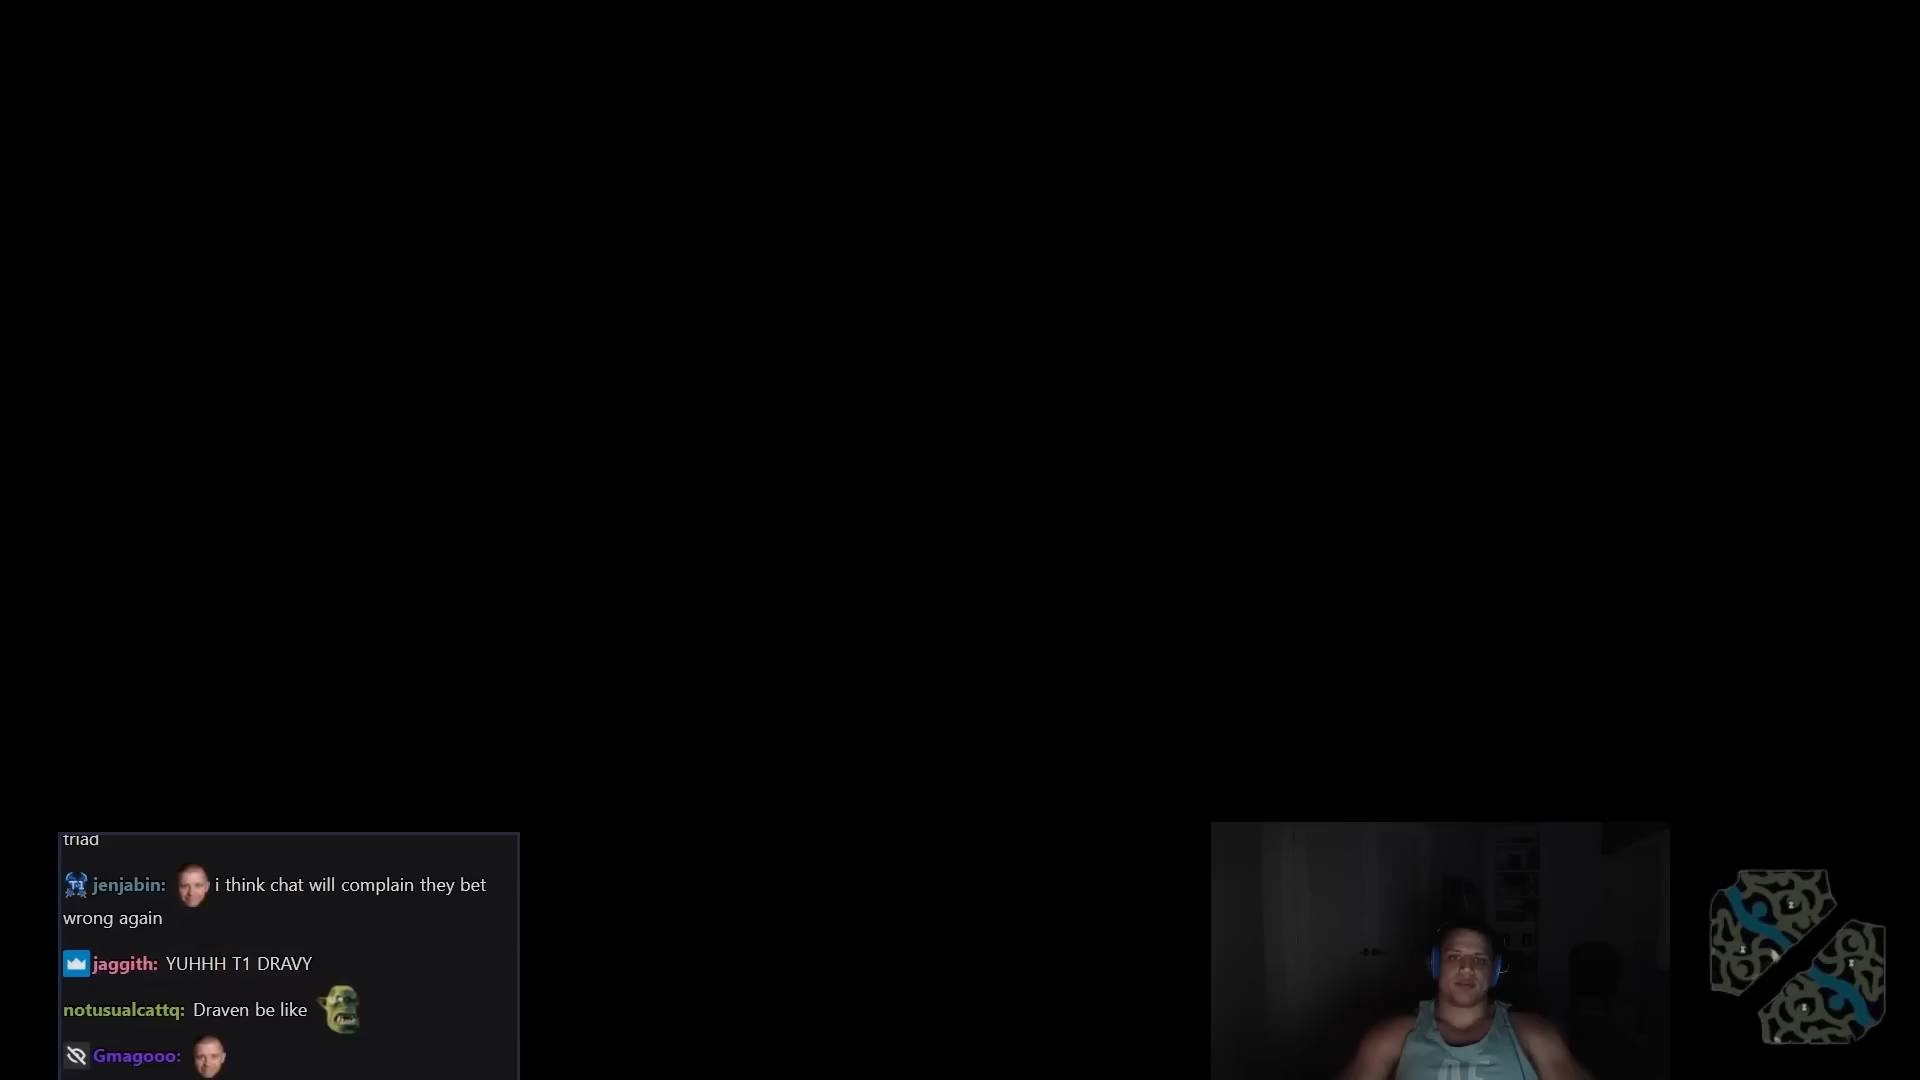 triad
jenjabin: i think chat will complain they bet
wrong again
jaggith: YUHHH T1 DRAVY
notusualcattq: Draven be like
Gmagooo: